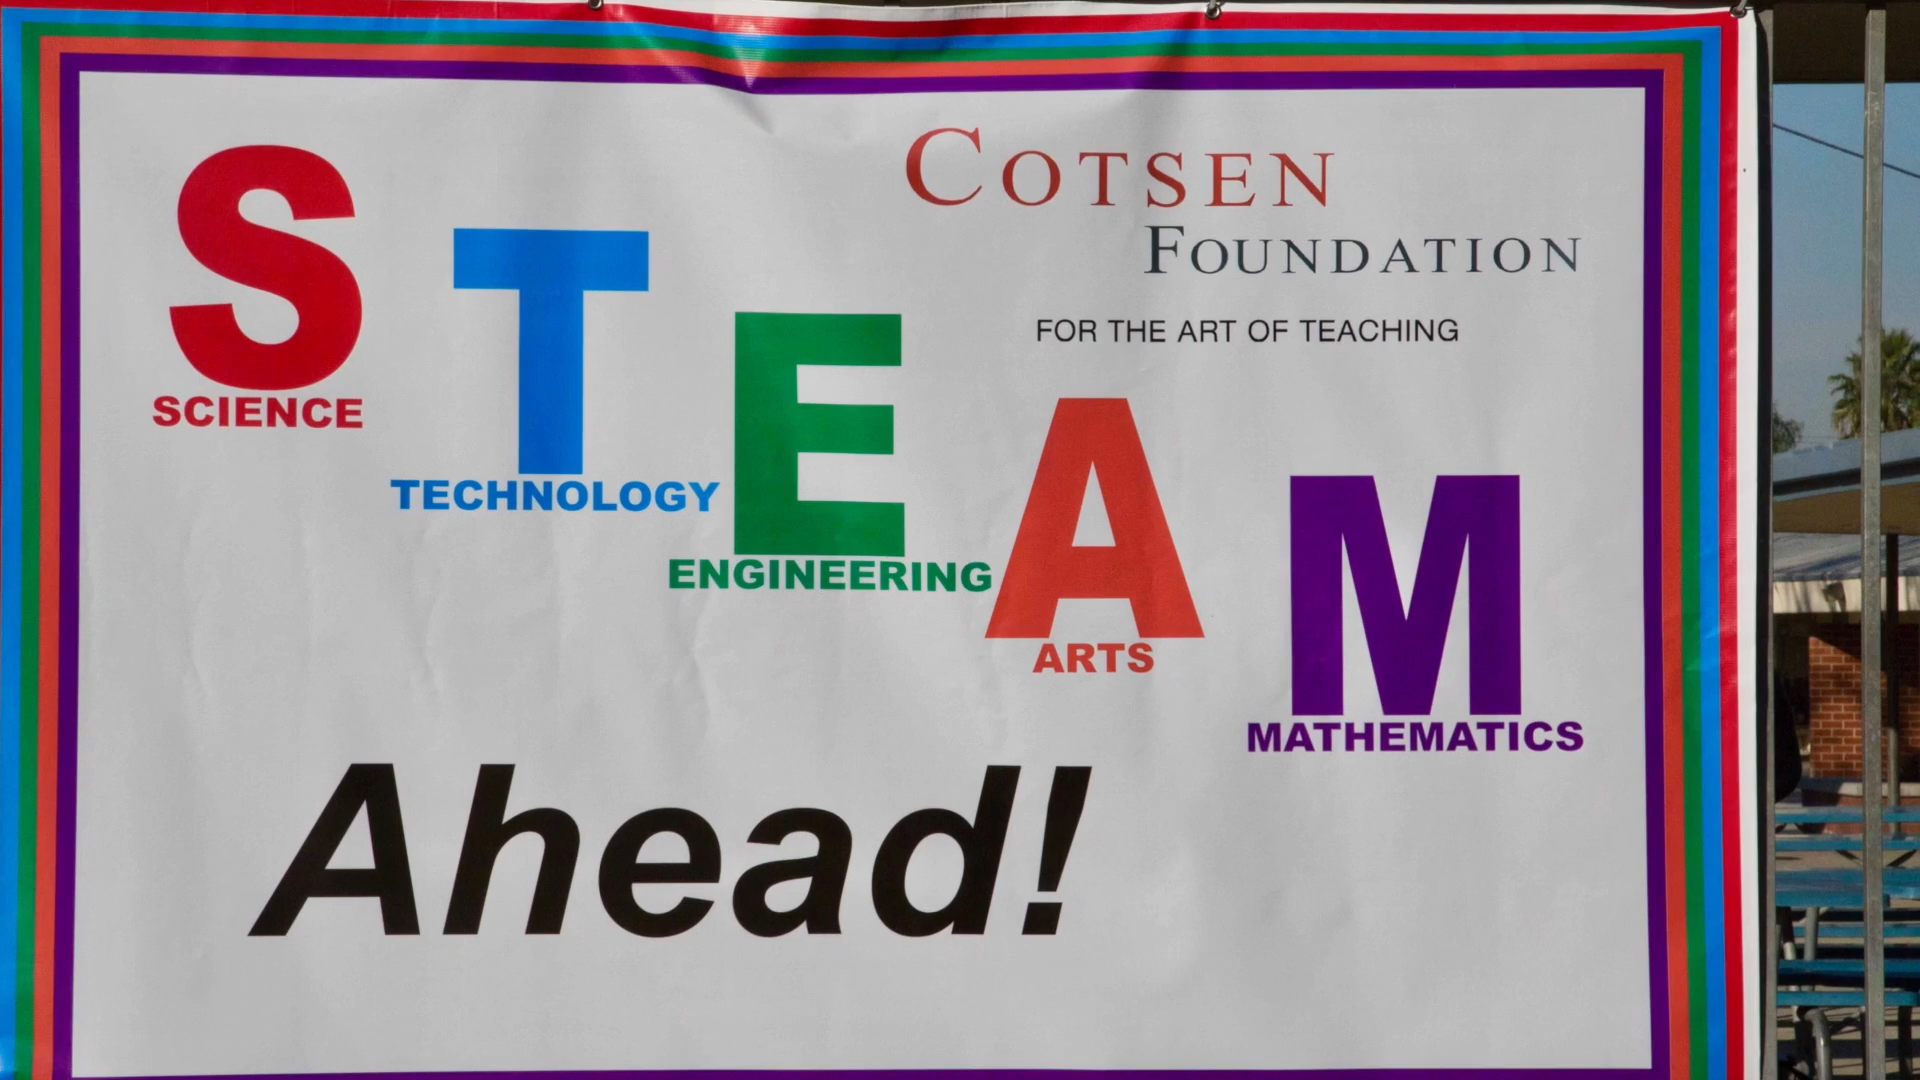 COTSEN
FOUNDATION
FOR THE ART OF TEACHING
S
SCIENCE
T
TECHNOLOGY
E
ENGINEERING
A
ARTS
M
MATHEMATICS
Ahead!